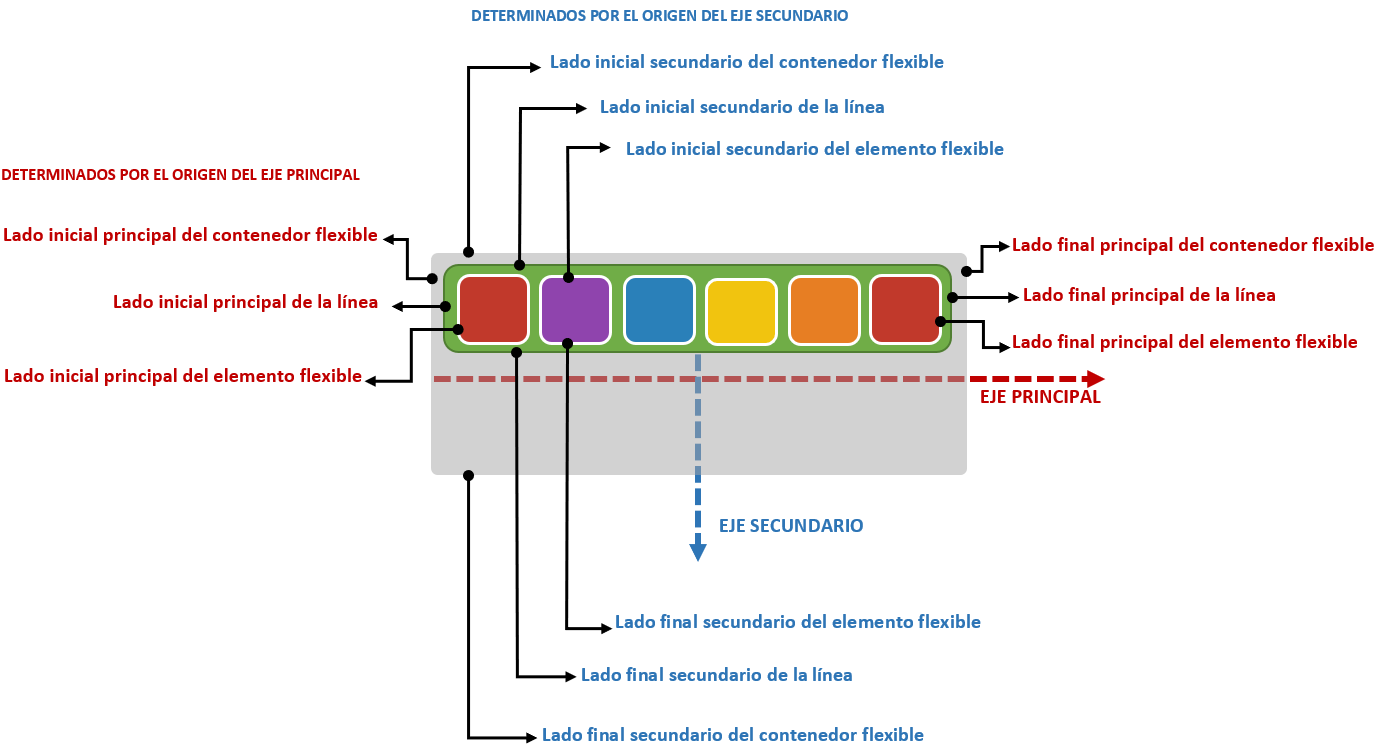 DETERMINADOS POR EL ORIGEN DEL EJE SECUNDARIO
Lado inicial secundario del contenedor flexible
Lado inicial secundario de la línea
Lado inicial secundario del elemento flexible
DETERMINADOS POR EL ORIGEN DEL EJE PRINCIPAL
Lado inicial principal del contenedor flexible
Lado final principal del contenedor flexible
Lado inicial principal de la línea
Lado final principal de la línea
Lado final principal del elemento flexible
Lado inicial principal del elemento flexible
EJE PRINCIPAL
EJE SECUNDARIO
Lado final secundario del elemento flexible
Lado final secundario de la línea
Lado final secundario del contenedor flexible